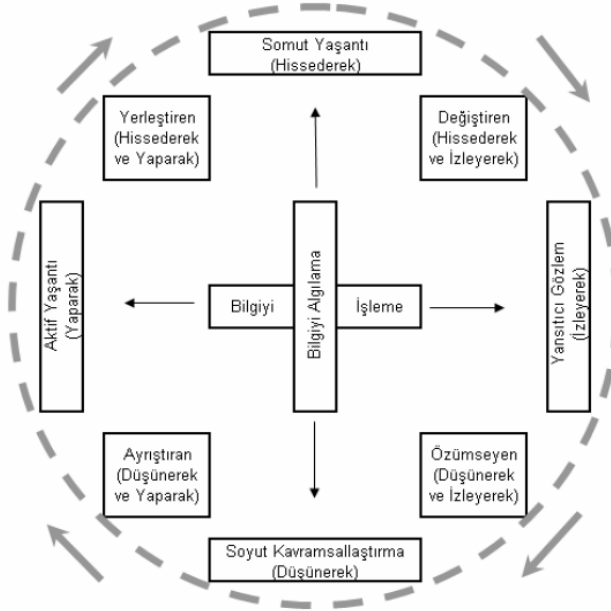 Somut Yaşantı
(Hissederek)
Yerleştiren
(Hissederek
ve Yaparak)
Değiştiren
(Hissederek
ve İzleyerek)
Aktif Yaşantı
(Yaparak)
Bilgiyi
Bilgiyi Algılama
İşleme
Yansıtıcı Gözlem
(İzleyerek)
Ayrıştıran
(Düşünerek
ve Yaparak)
Özümseyen
(Düşünerek
ve İzleyerek)
Soyut Kavramsallaştırma
(Düşünerek)